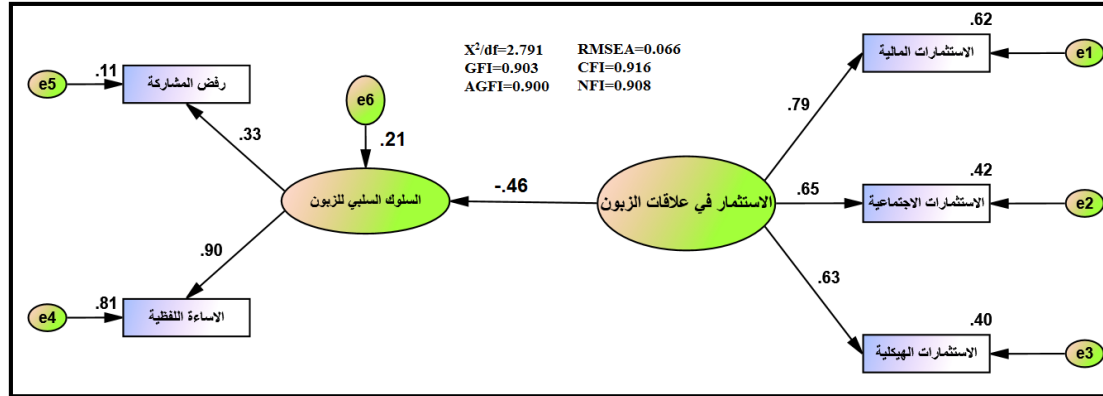 X²/df=2.791 RMSEA=0.066
GFI=0.903 CFI=0.916
AGFI=0.900 NFI=0.908
.62
الاستثمارات المالية
e1
.79
.42
الاستثمارات الاجتماعية
e2
.65
.40
الاستثمارات الهيكلية
e3
.63
الاستثمار في علاقات الزبون
-.46
e6
.21
السلوك السلبي للزبون
.33
.11
رفض المشاركة
e5
.90
.81
الاساءة اللفظية
e4